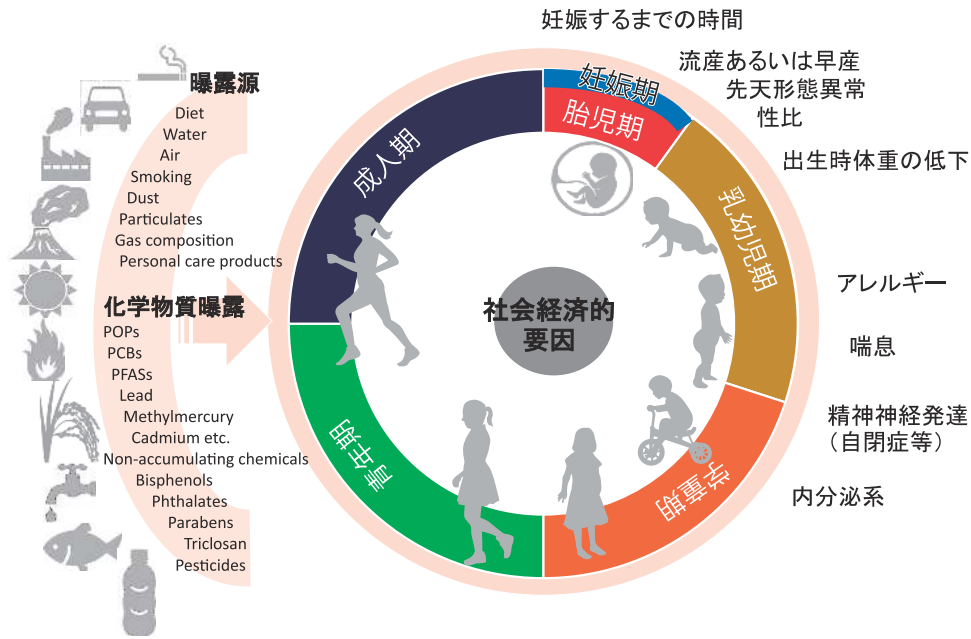 曝露源
Diet
Water
Air
Smoking
Dust
Particulates
Gas composition
Personal care products
化学物質曝露
POPs
PCBs
PFASs
Lead
Methylmercury
Cadmium etc.
Non-accumulating chemicals
Bisphenols
Phthalates
Parabens
Triclosan
Pesticides
妊娠期
胎児期
乳幼児期
学童期
青年期
成人期
社会経済的
要因
妊娠するまでの時間
流産あるいは早産
先天形態異常
性比
出生時体重の低下
アレルギー
喘息
精神神経発達
（自閉症等）
内分泌系